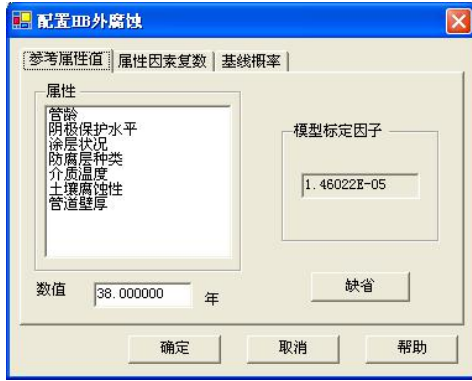 配置HB外腐蚀
参考属性值 属性因素复数 基线概率
属性
管龄
阴极保护水平
涂层状况
防腐层种类
介质温度
土壤腐蚀性
管道壁厚
模型标定因子
1.46022E-05
数值 38.000000 年
缺省
确定 取消 帮助